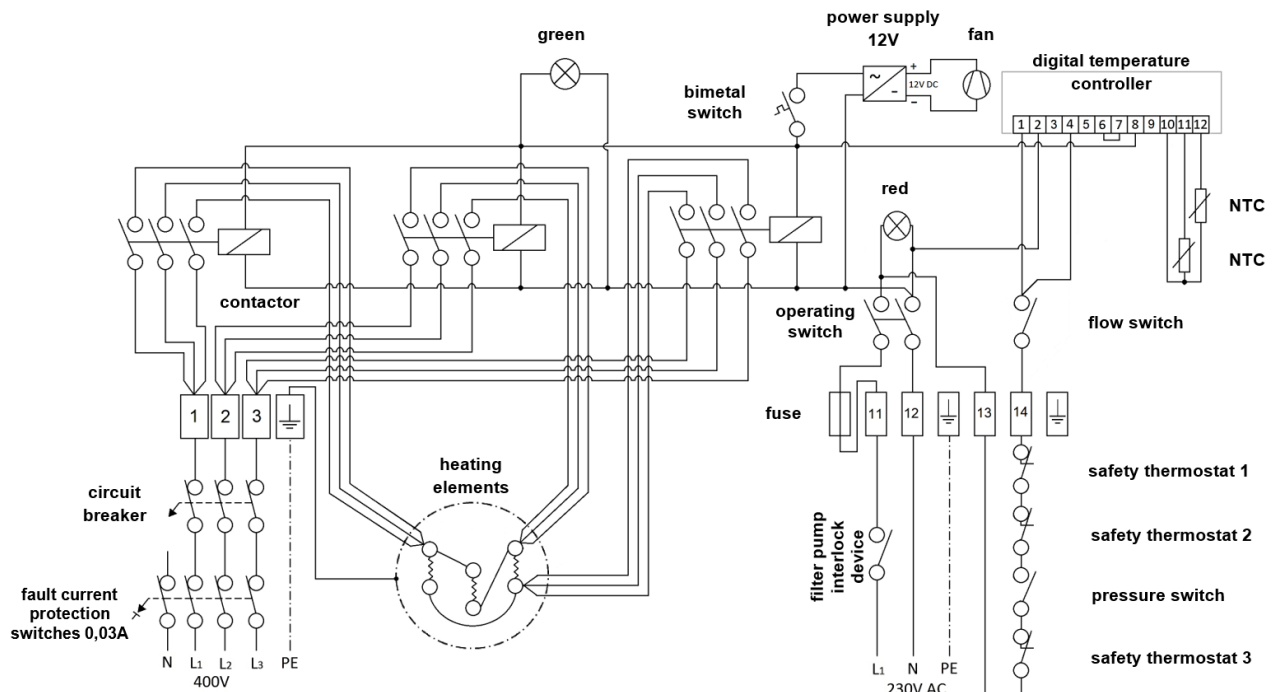 power supply
12V
fan
green
digital temperature
controller
bimetal
switch
+
12V DC
~
-
−
1 2 3 4 5 6 7 8 9 10 11 12
red
NTC
NTC
contactor
operating
switch
flow switch
1 2 3
fuse
11 12 13 14
heating
elements
safety thermostat 1
circuit
breaker
safety thermostat 2
filter pump
interlock
device
pressure switch
fault current
protection
switches 0,03A
safety thermostat 3
N L1 L2 L3 PE
400V
L1 N PE
230V AC